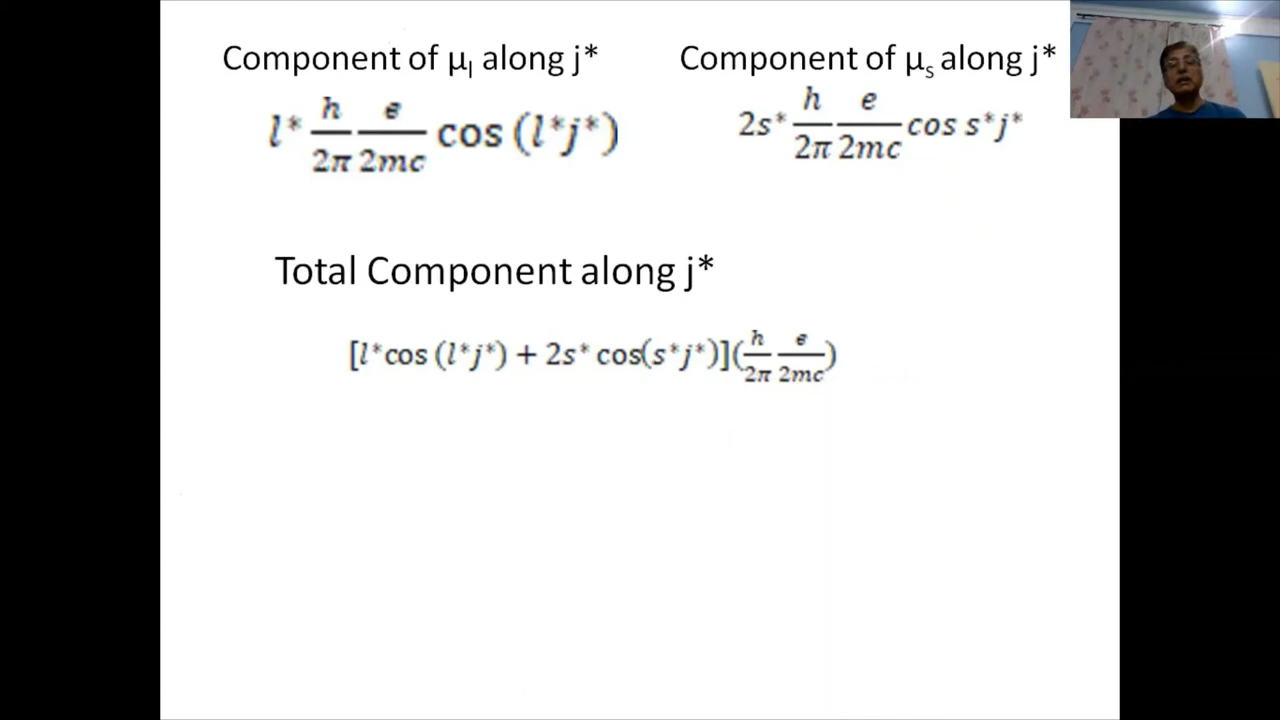 Component of μl along j*
l* h/2π e/2mc cos (l*j*)
Component of μs along j*
2s* h/2π e/2mc cos s*j*
Total Component along j*
[l*cos (l*j*) + 2s* cos(s*j*)](h/2π e/2mc)